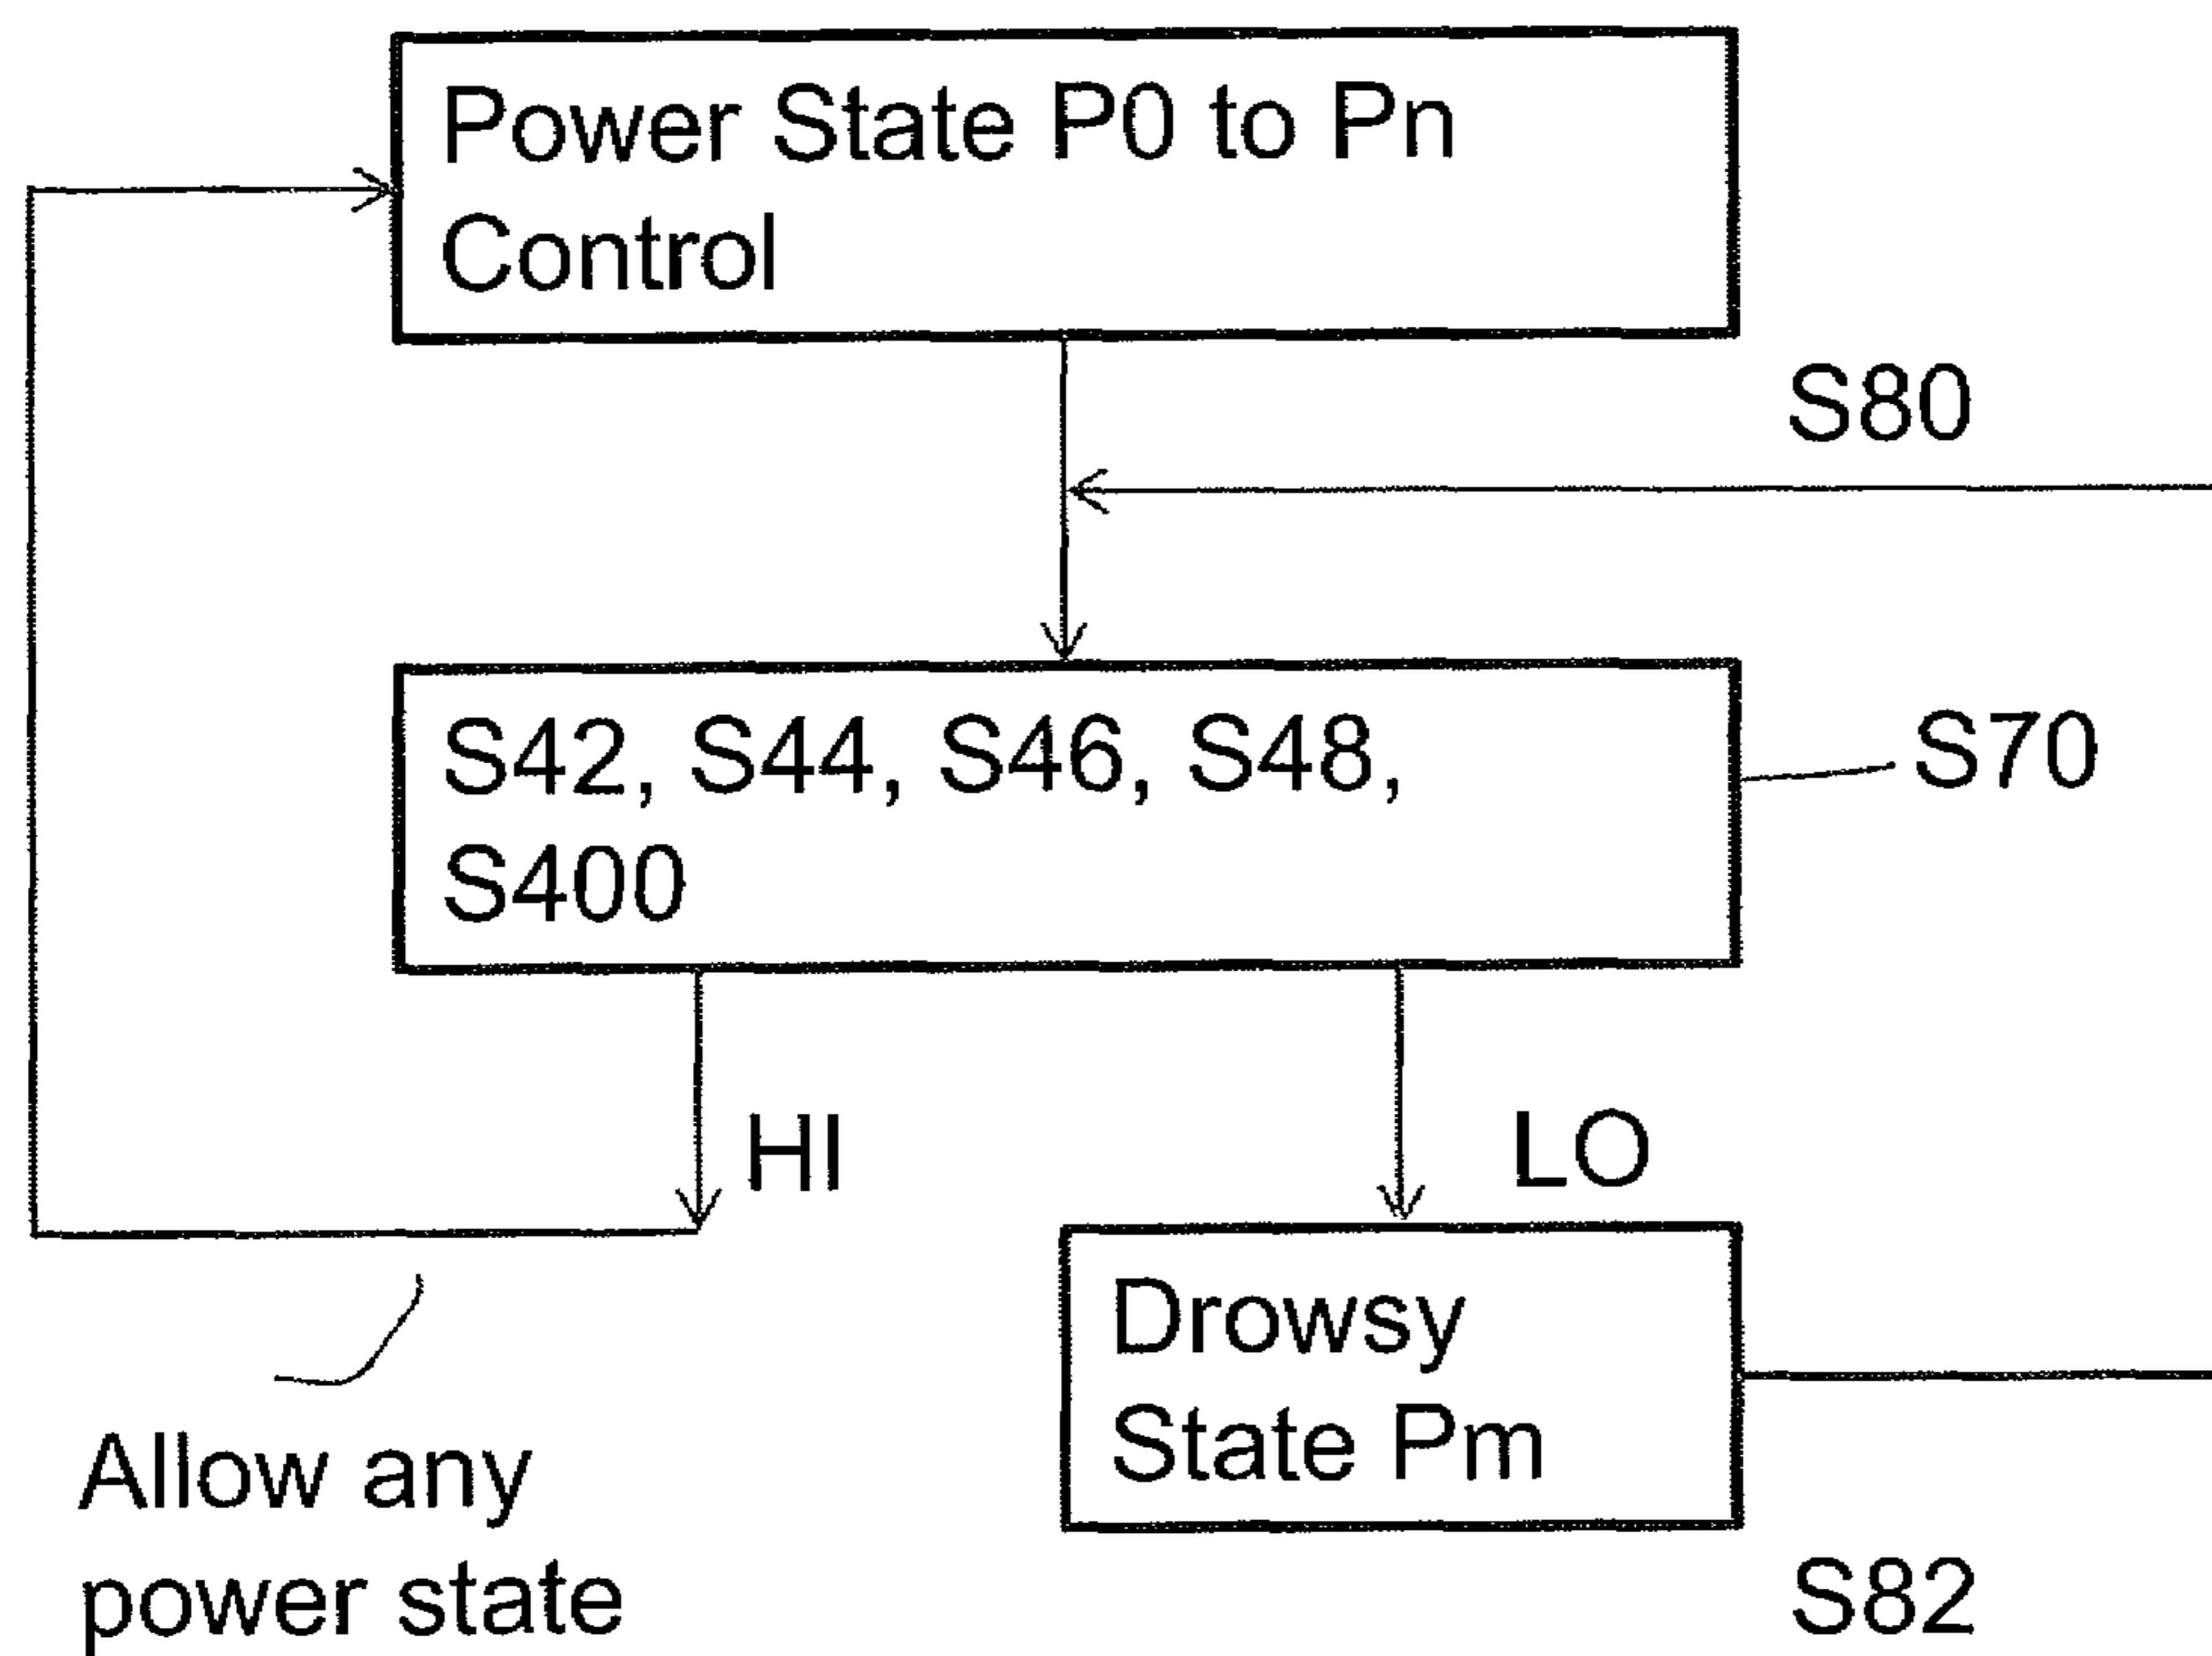 Power State P0 to Pn
Control
S80
S42, S44, S46, S48,
S400
S70
HI
LO
Drowsy
State Pm
Allow any
power state
S82